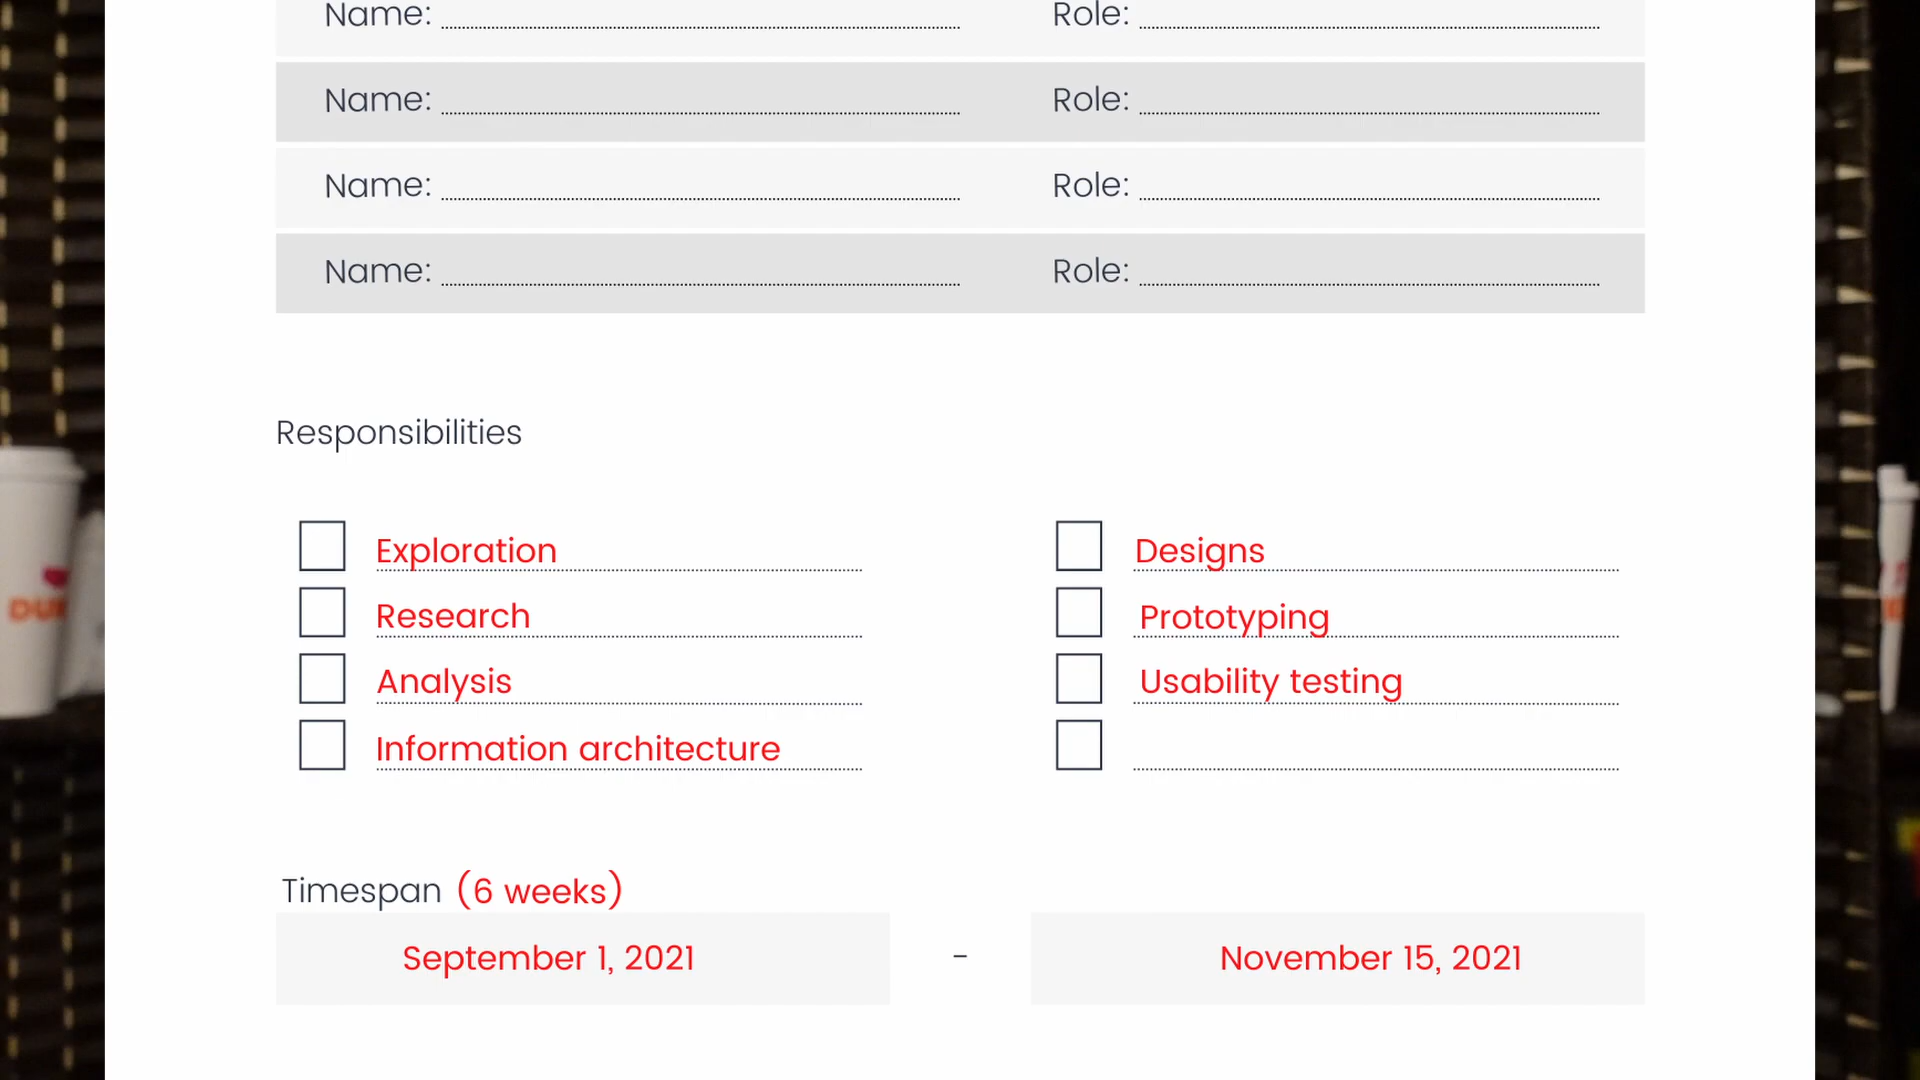 Name: Role:
Name: Role:
Name: Role:
Name: Role:
Responsibilities
Exploration
Research
Analysis
Information architecture
Designs
Prototyping
Usability testing
Timespan (6 weeks)
September 1, 2021 - November 15, 2021